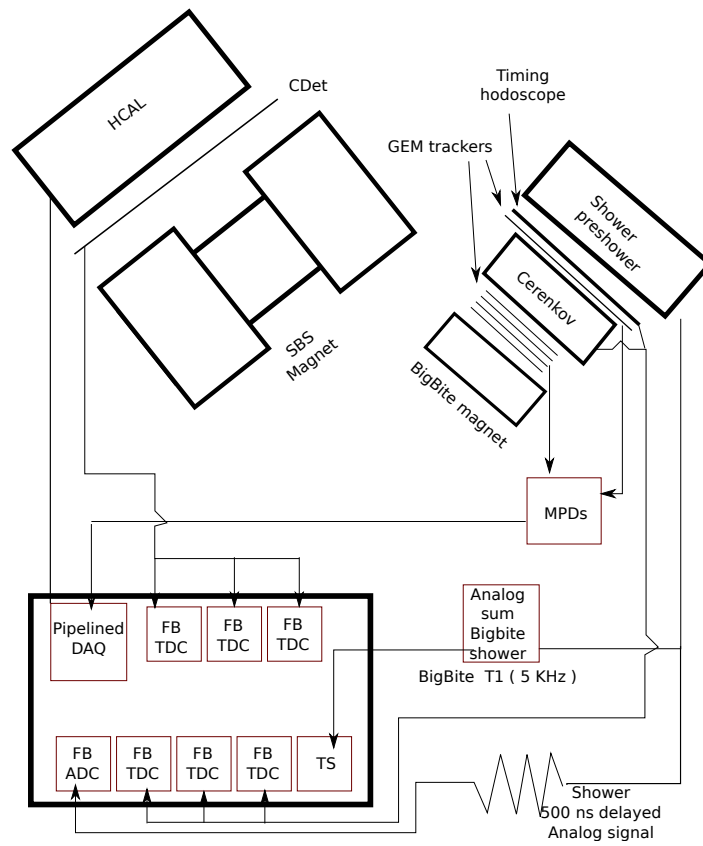 Timing
hodoscope
CDet
HCAL
GEM trackers
Shower
preshower
Cerenkov
SBS
Magnet
BigBite magnet
MPDs
Analog
sum
Bigbite
shower
BigBite T1 ( 5 KHz )
Pipelined
DAQ
FB
TDC
FB
TDC
FB
TDC
FB
ADC
FB
TDC
FB
TDC
FB
TDC
TS
Shower
500 ns delayed
Analog signal